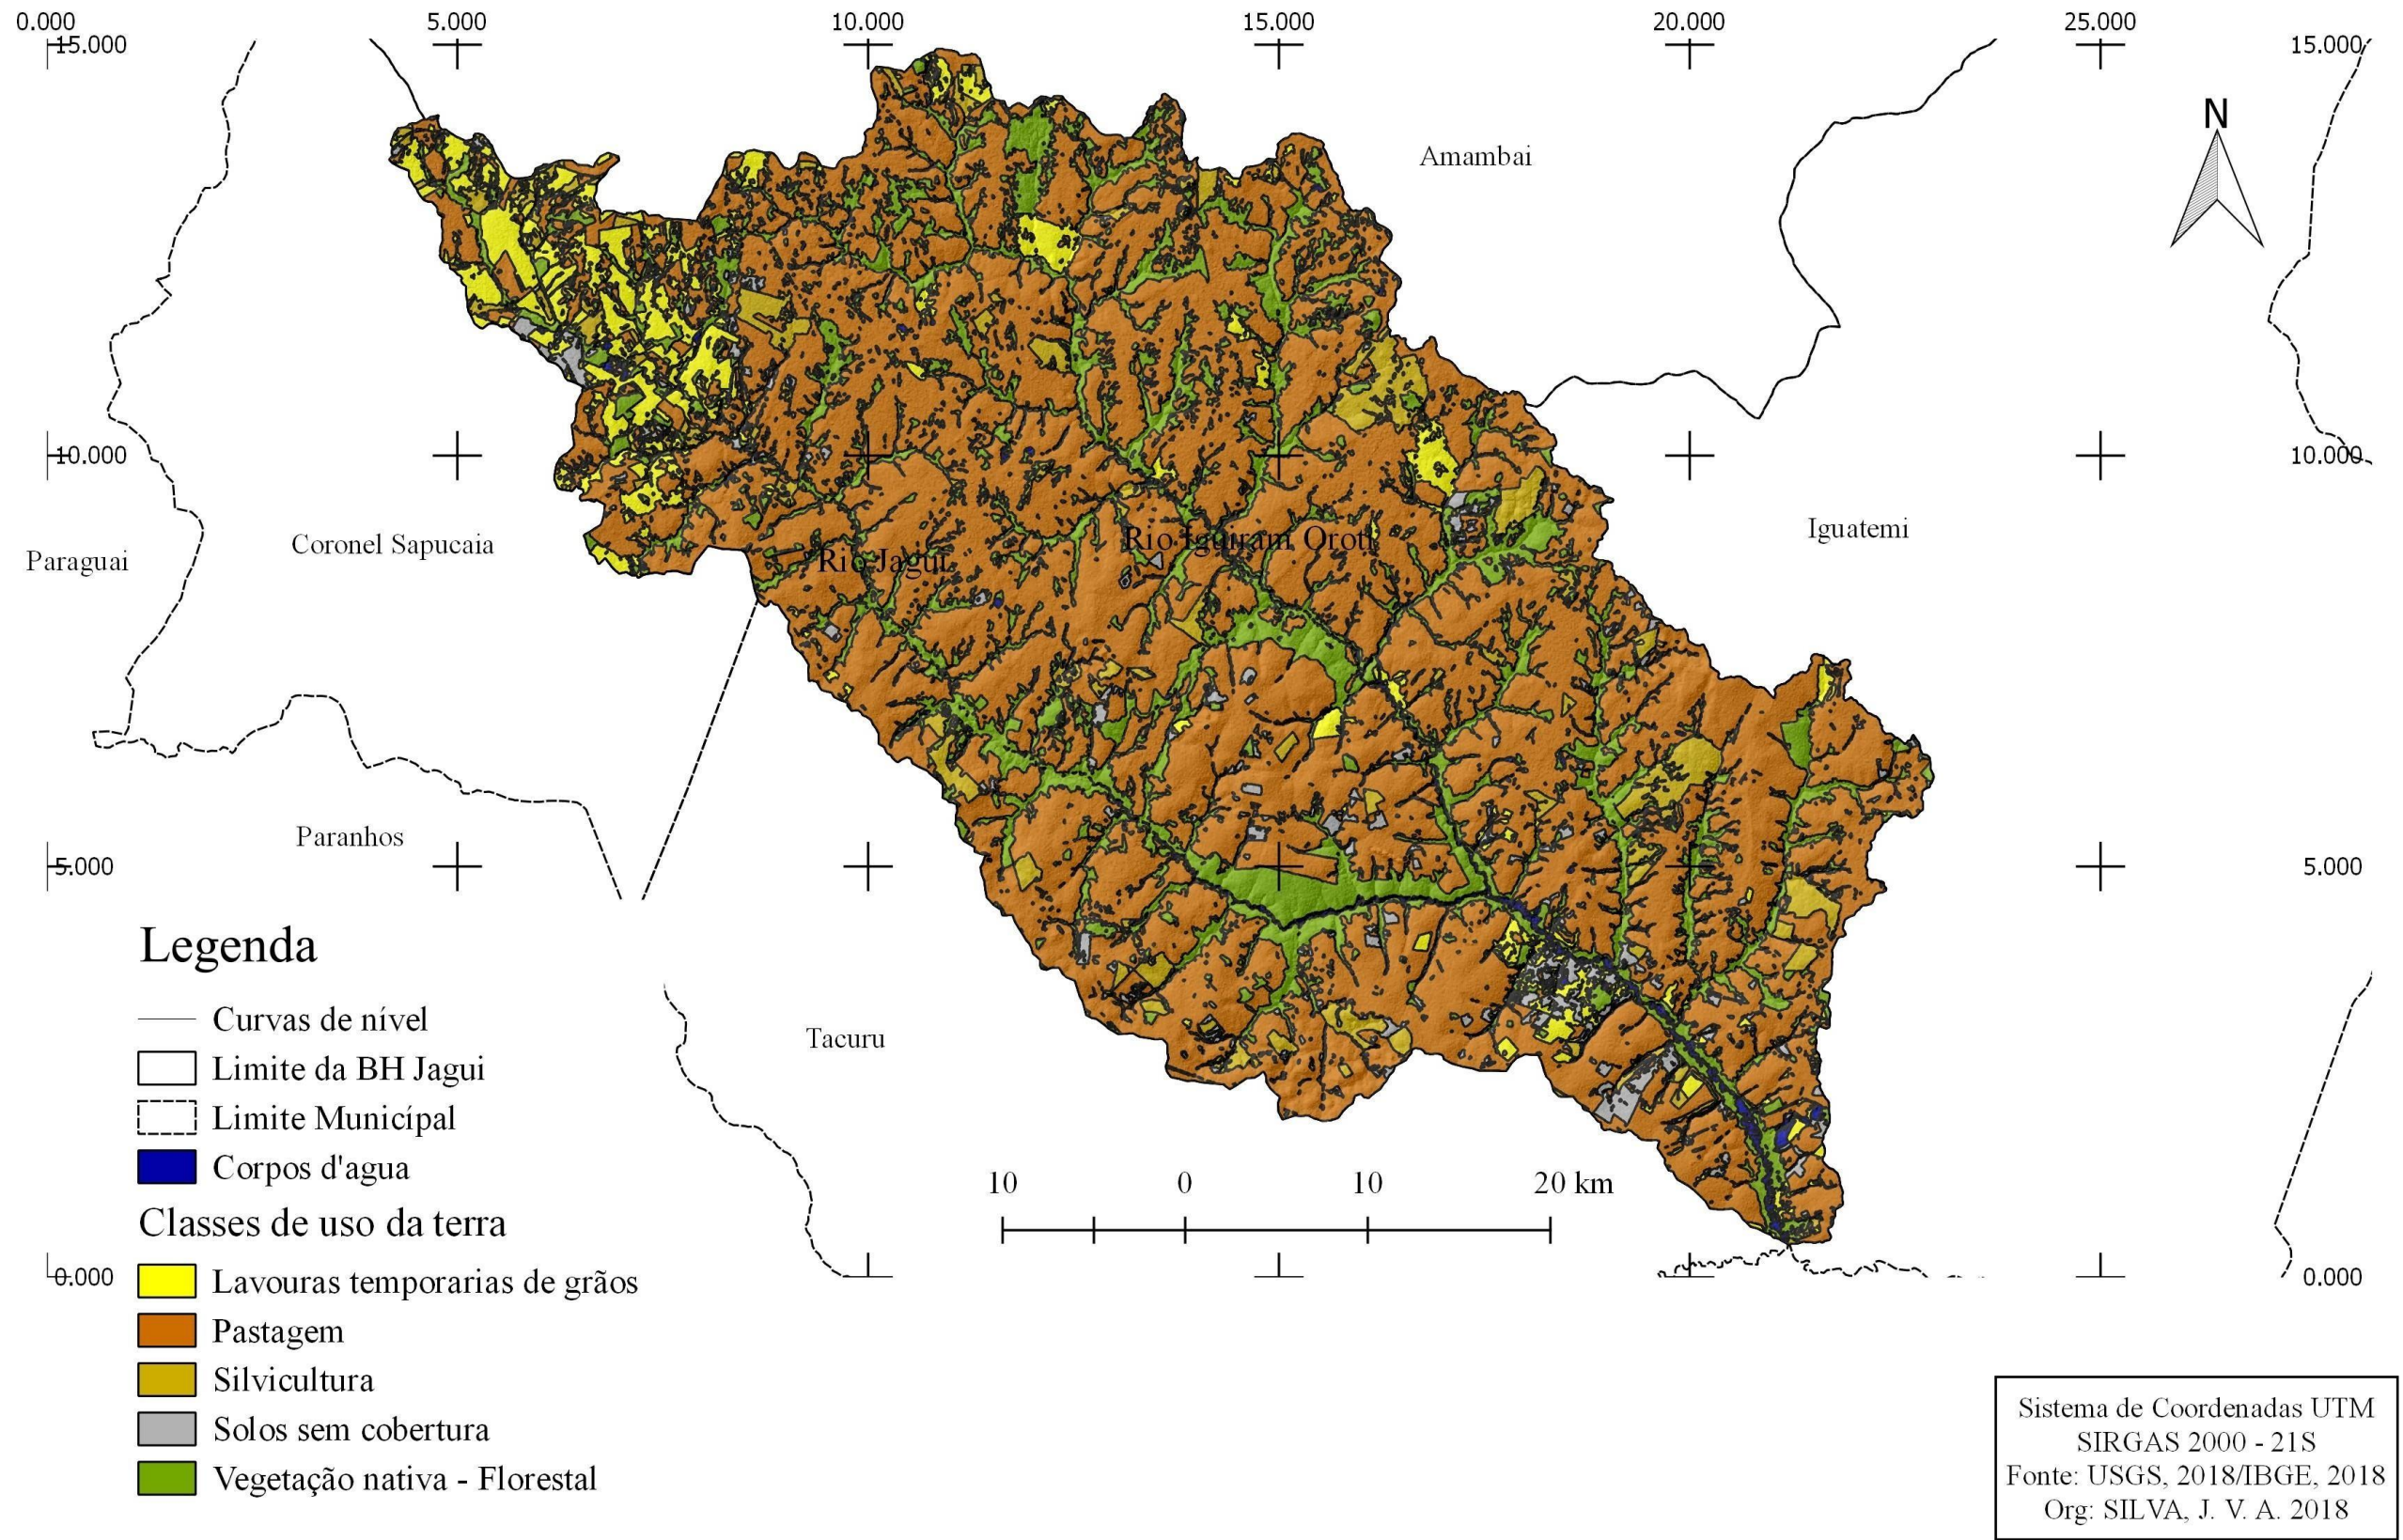 0.000 5.000 10.000 15.000 20.000 25.000
15.000 15.000
N
Amambai
10.000 10.000
Iguatemi
Rio Iguiram Oroti
Coronel Sapucaia
Rio Jagui
Paraguai
Paranhos
5.000 5.000
Legenda
Tacuru
Curvas de nível
Limite da BH Jagui
Limite Municípal
Corpos d'agua
10 0 10 20 km
Classes de uso da terra
0.000 0.000
Lavouras temporarias de grãos
Pastagem
Silvicultura
Solos sem cobertura
Vegetação nativa - Florestal
Sistema de Coordenadas UTM
SIRGAS 2000 - 21S
Fonte: USGS, 2018/IBGE, 2018
Org: SILVA, J. V. A. 2018